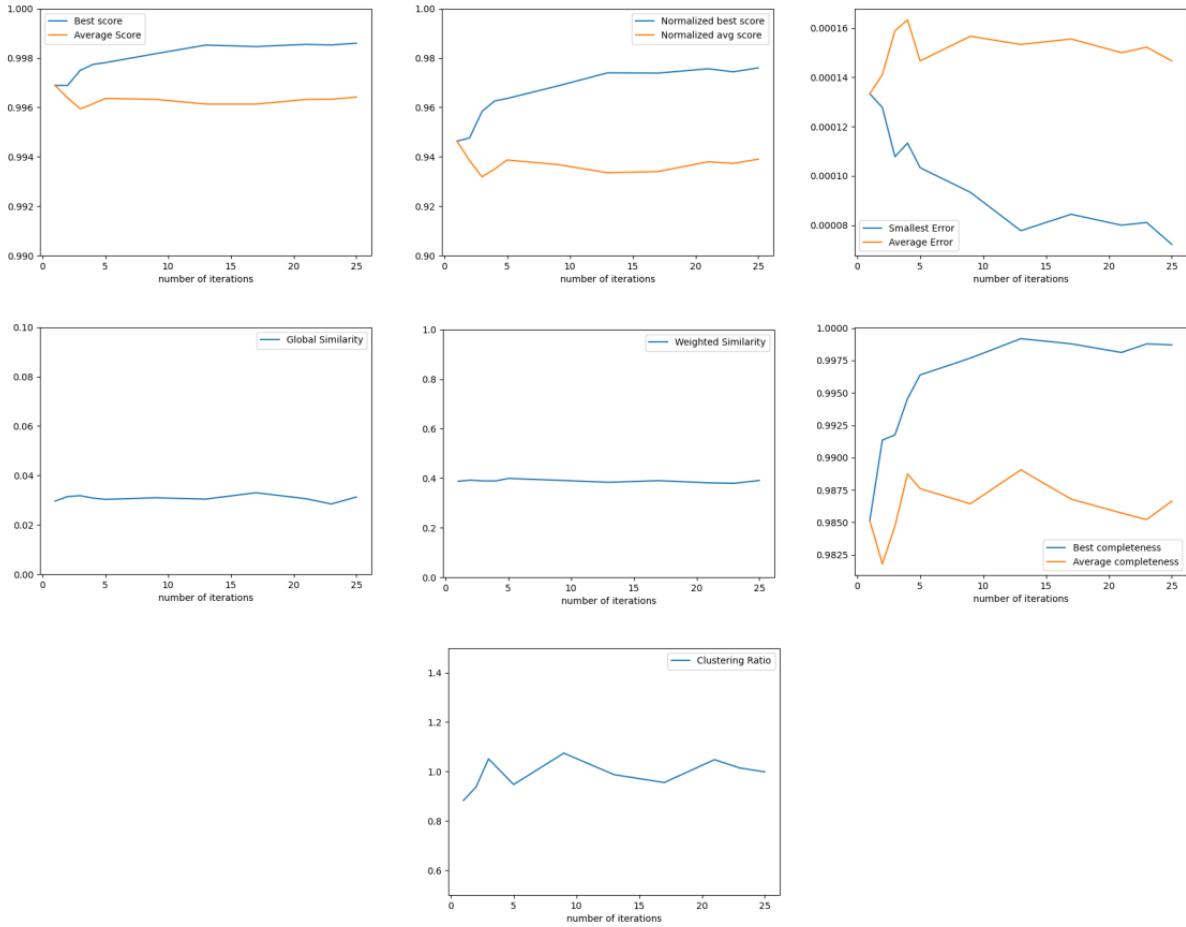 1.000
0.998
0.996
0.994
0.992
0.990
Best score
Average Score
0 5 10 15 20 25
number of iterations
1.00
0.98
0.96
0.94
0.92
0.90
Normalized best score
Normalized avg score
0 5 10 15 20 25
number of iterations
0.00016
0.00014
0.00012
0.00010
0.00008
Smallest Error
Average Error
0 5 10 15 20 25
number of iterations
0.10
0.08
0.06
0.04
0.02
0.00
Global Similarity
0 5 10 15 20 25
number of iterations
1.0
0.8
0.6
0.4
0.2
0.0
Weighted Similarity
0 5 10 15 20 25
number of iterations
1.0000
0.9975
0.9950
0.9925
0.9900
0.9875
0.9850
0.9825
Best completeness
Average completeness
0 5 10 15 20 25
number of iterations
1.4
1.2
1.0
0.8
0.6
Clustering Ratio
0 5 10 15 20 25
number of iterations